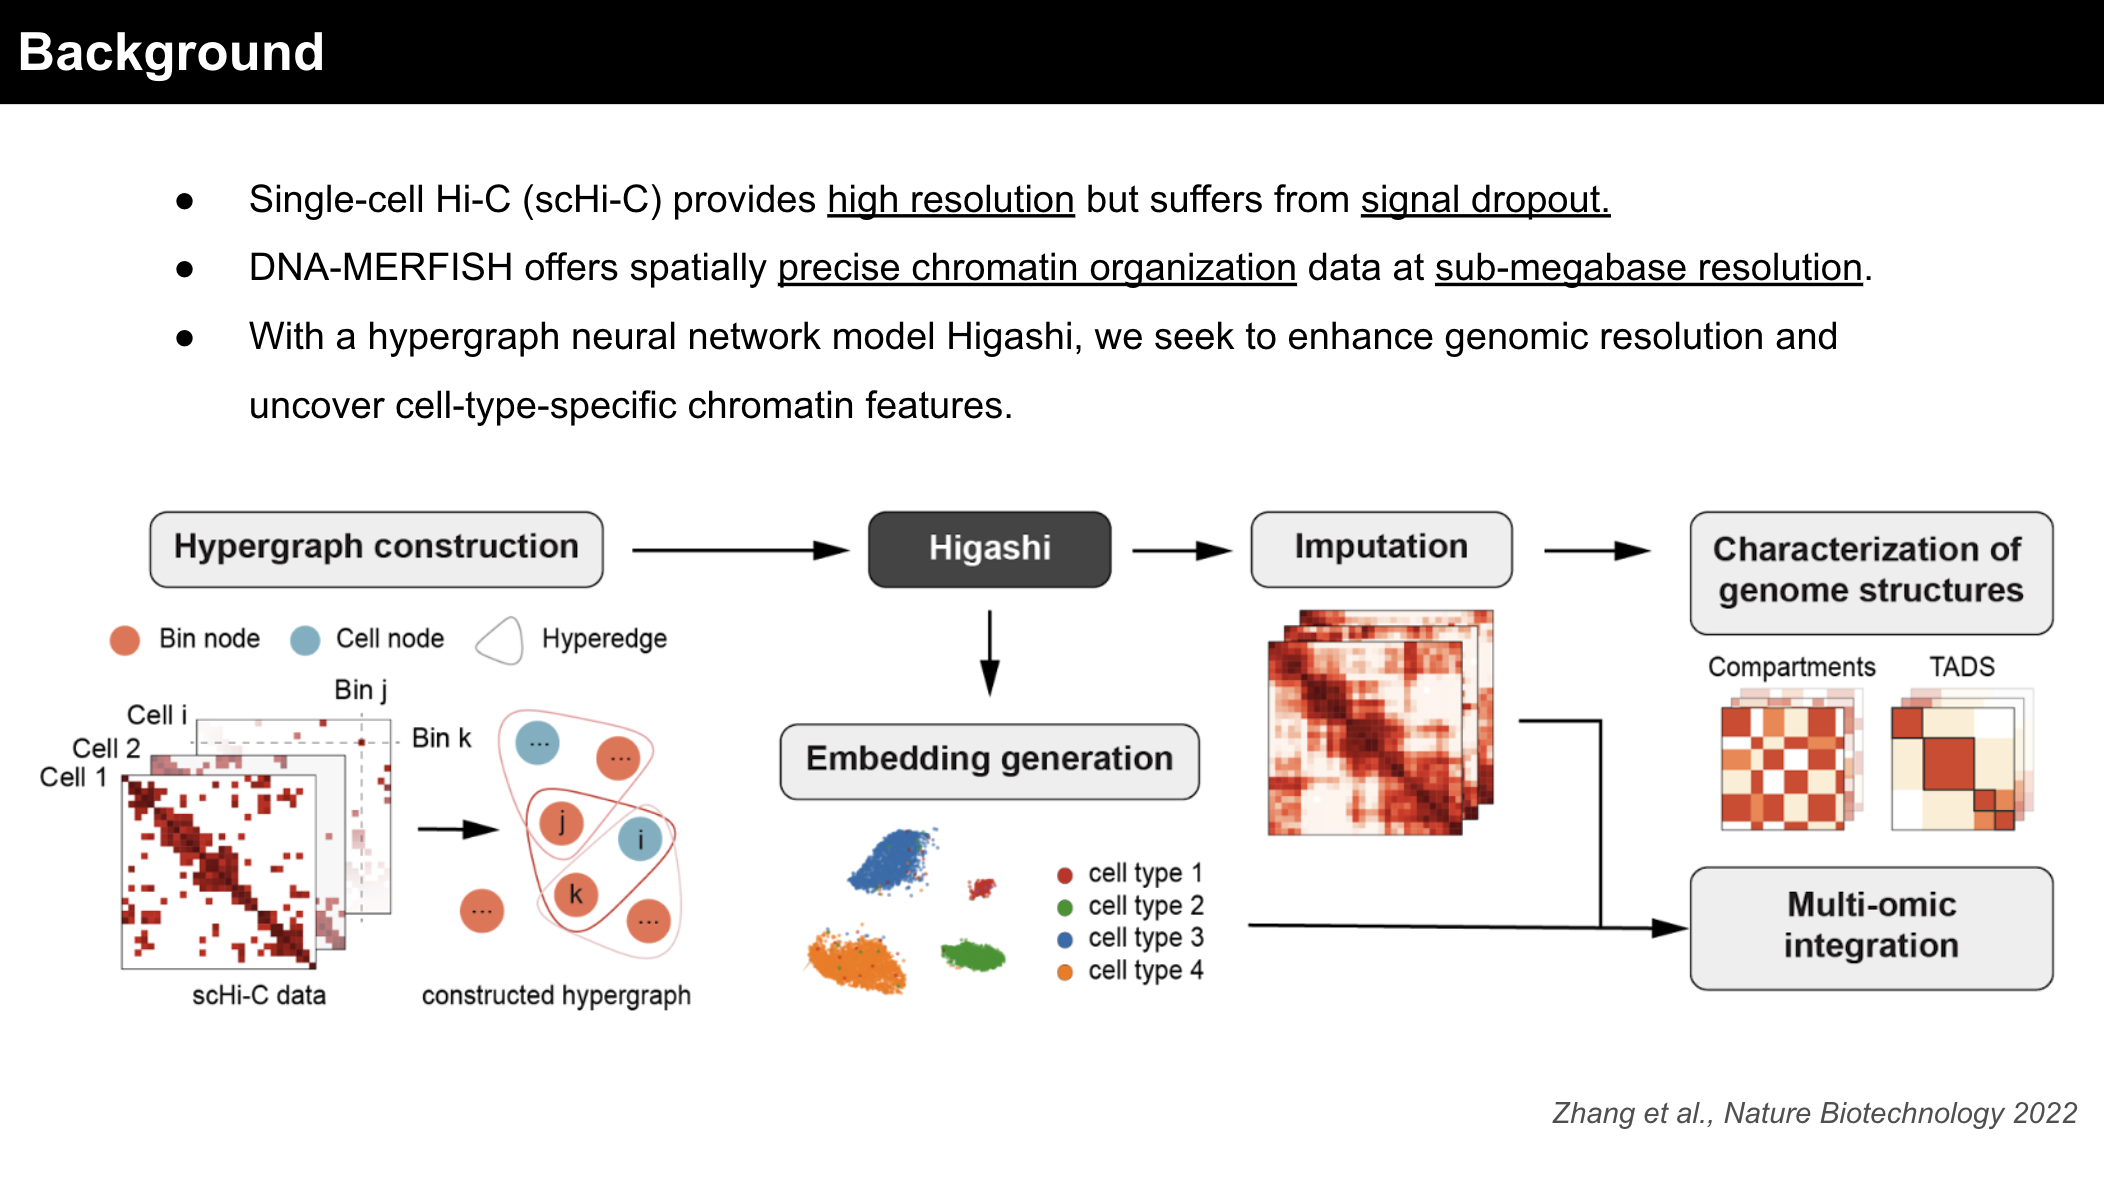 Background
● Single-cell Hi-C (scHi-C) provides high resolution but suffers from signal dropout.
● DNA-MERFISH offers spatially precise chromatin organization data at sub-megabase resolution.
● With a hypergraph neural network model Higashi, we seek to enhance genomic resolution and
uncover cell-type-specific chromatin features.
Hypergraph construction
Higashi
Imputation
Characterization of
genome structures
Bin node
Cell node
Hyperedge
Bin j
Cell i
Bin k
Cell 2
Cell 1
...
...
j
i
k
...
...
scHi-C data
constructed hypergraph
Embedding generation
cell type 1
cell type 2
cell type 3
cell type 4
Compartments
TADS
Multi-omic
integration
Zhang et al., Nature Biotechnology 2022